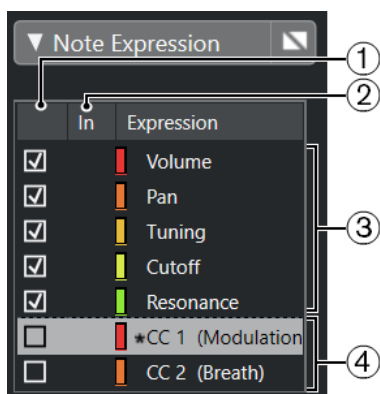 ▼ Note Expression
1
2
In Expression
Volume
Pan
Tuning
3
Cutoff
Resonance
*CC 1 (Modulation
4
CC 2 (Breath)